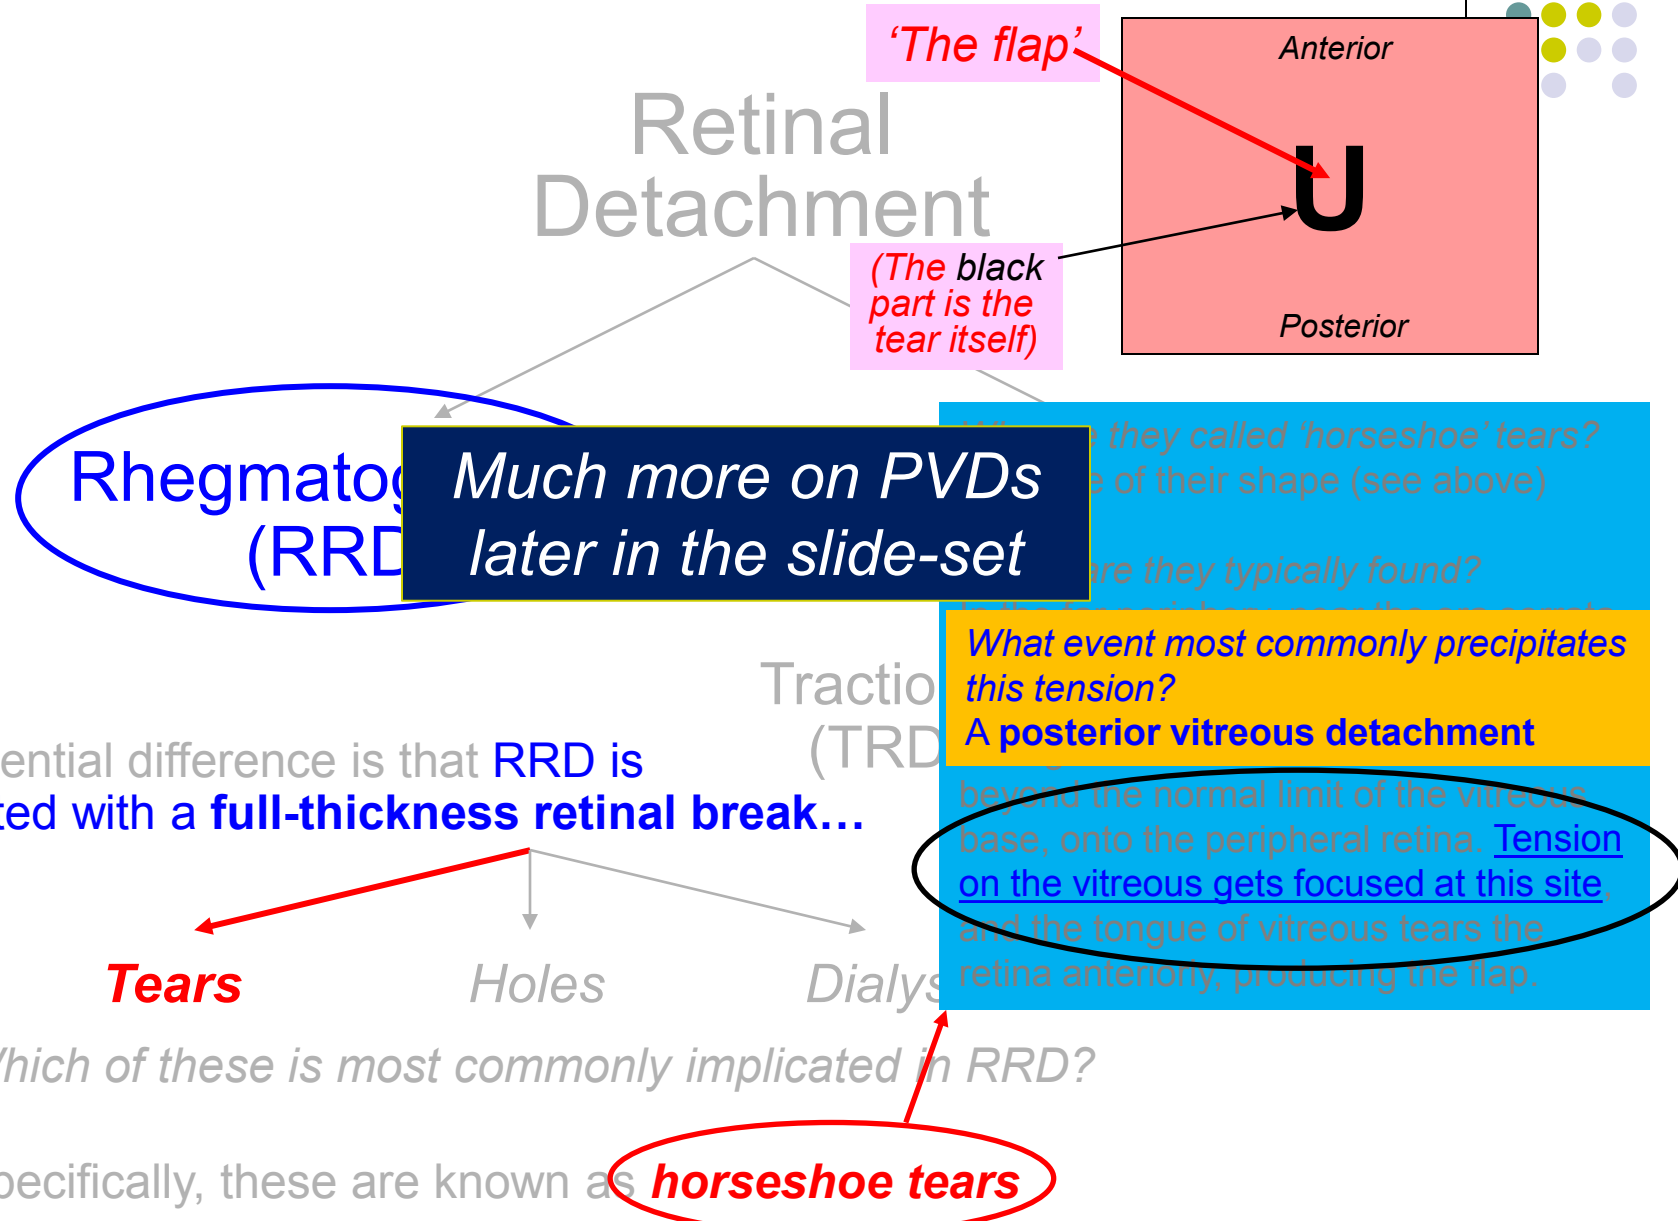 ‘The flap’
Anterior
Retinal
Detachment
(The black
part is the
tear itself)
Posterior
they called ‘horseshoe’ tears?
of their shape (see above)
Rhegmatog
(RRD
Much more on PVDs
later in the slide-set
are they typically found?
What event most commonly precipitates
this tension?
A posterior vitreous detachment
Tractio
(TRD
ential difference is that RRD is
ted with a full-thickness retinal break…
beyond the normal limit of the vitreous
base, onto the peripheral retina. Tension
on the vitreous gets focused at this site,
and the tongue of vitreous tears the
retina anteriorly, producing the flap.
Tears
Holes
Dialys
Which of these is most commonly implicated in RRD?
pecifically, these are known as horseshoe tears